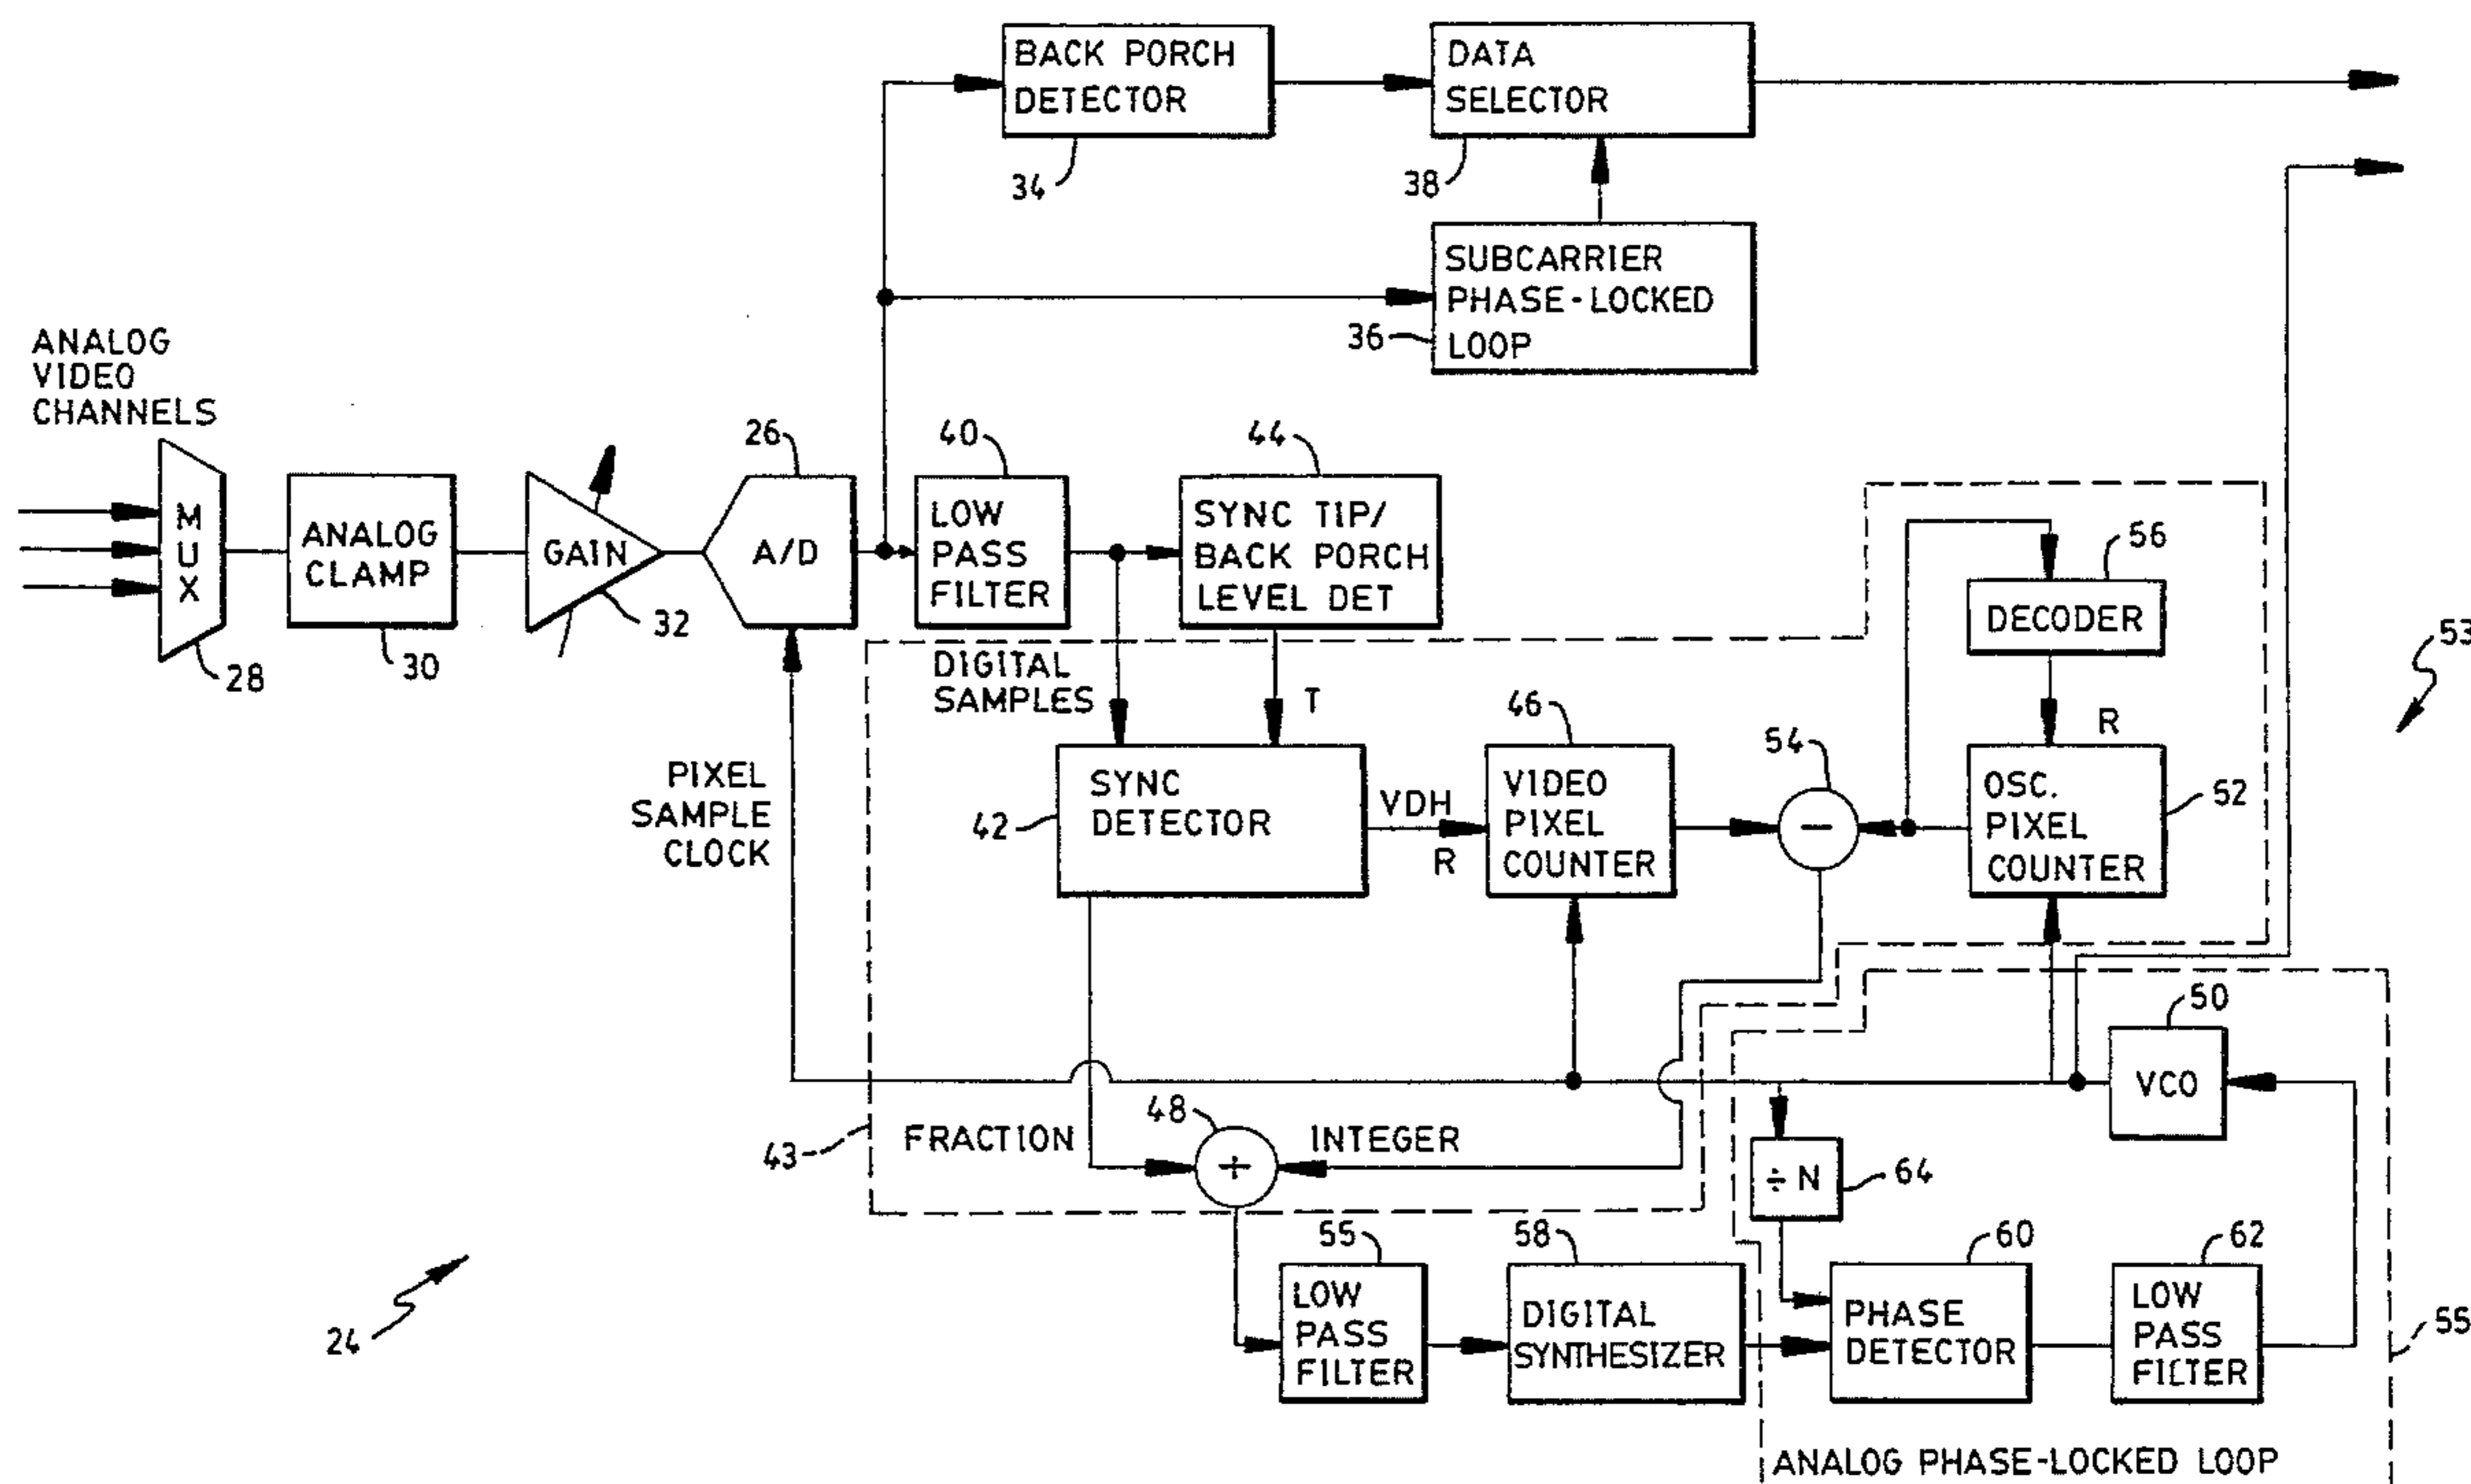 BACK PORCH
DETECTOR
34
DATA
SELECTOR
38
SUBCARRIER
PHASE-LOCKED
LOOP
36
ANALOG
VIDEO
CHANNELS
MUX
28
ANALOG
CLAMP
30
GAIN
32
26
A/D
40
LOW
PASS
FILTER
44
SYNC TIP/
BACK PORCH
LEVEL DET
56
DECODER
53
DIGITAL
SAMPLES
T
R
PIXEL
SAMPLE
CLOCK
SYNC
DETECTOR
42
VDH
R
46
VIDEO
PIXEL
COUNTER
54
−
OSC.
PIXEL
COUNTER
52
50
VCO
43
FRACTION
48
+
INTEGER
÷ N
64
55
LOW
PASS
FILTER
58
DIGITAL
SYNTHESIZER
60
PHASE
DETECTOR
62
LOW
PASS
FILTER
55
24
ANALOG PHASE-LOCKED LOOP